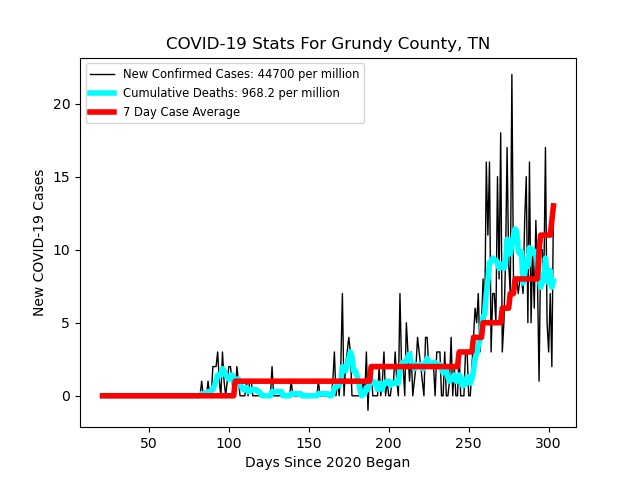 COVID-19 Stats For Grundy County, TN
New Confirmed Cases: 44700 per million
Cumulative Deaths: 968.2 per million
7 Day Case Average
New COVID-19 Cases
20
15
10
5
0
50 100 150 200 250 300
Days Since 2020 Began